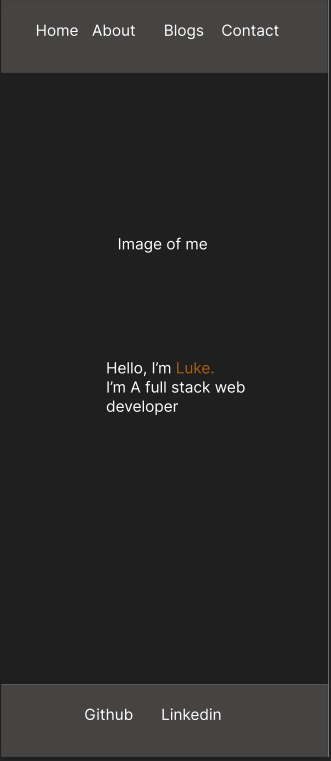 Home About Blogs Contact
Image of me
Hello, I’m Luke.
I’m A full stack web
developer
Github Linkedin